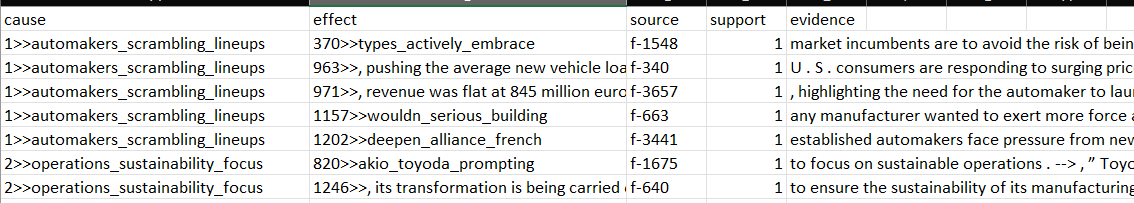 cause effect source support evidence
1>>automakers_scrambling_lineups 370>>types_actively_embrace f-1548 1 market incumbents are to avoid the risk of bein
1>>automakers_scrambling_lineups 963>>, pushing the average new vehicle loa f-340 1 U . S . consumers are responding to surging pric
1>>automakers_scrambling_lineups 971>>, revenue was flat at 845 million euro f-3657 1 , highlighting the need for the automaker to lau
1>>automakers_scrambling_lineups 1157>>wouldn_serious_building f-663 1 any manufacturer wanted to exert more force a
1>>automakers_scrambling_lineups 1202>>deepen_alliance_french f-3441 1 established automakers face pressure from new
2>>operations_sustainability_focus 820>>akio_toyoda_prompting f-1675 1 to focus on sustainable operations . --> , ” Toyo
2>>operations_sustainability_focus 1246>>, its transformation is being carried f-640 1 to ensure the sustainability of its manufacturing